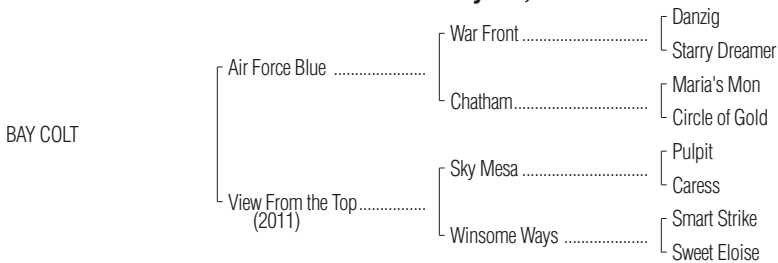 Danzig
War Front ................................
Starry Dreamer
Air Force Blue .......................
Maria's Mon
Chatham..................................
Circle of Gold
BAY COLT
Pulpit
Sky Mesa ................................
Caress
View From the Top.................
(2011)
Smart Strike
Winsome Ways .....................
Sweet Eloise